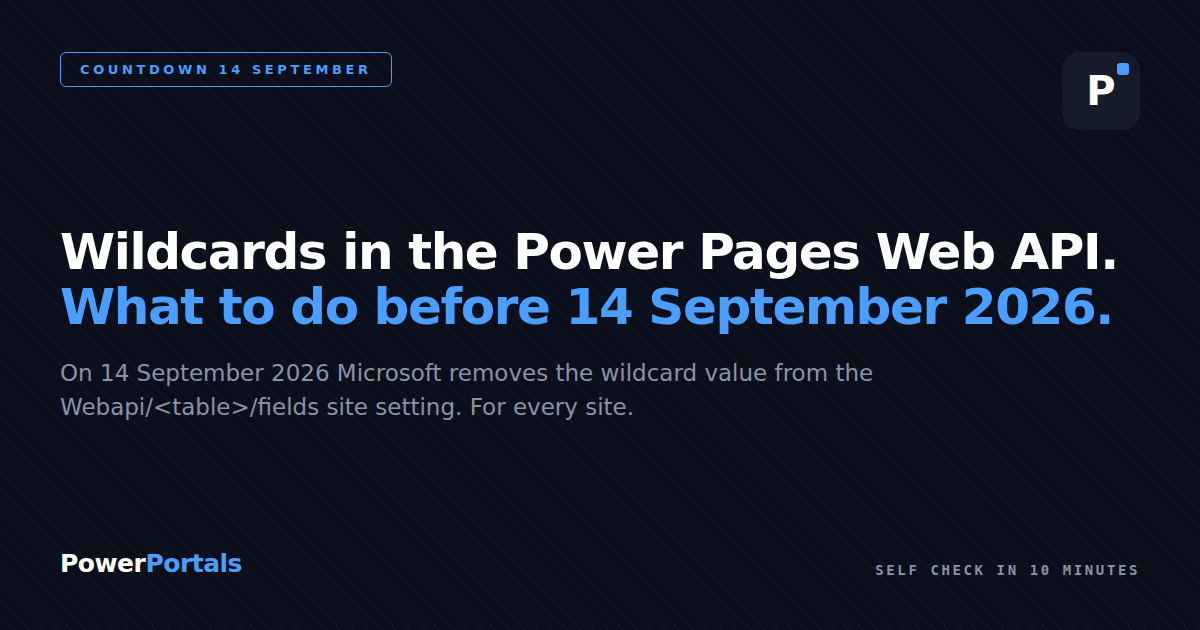 COUNTDOWN 14 SEPTEMBER
P
Wildcards in the Power Pages Web API.
What to do before 14 September 2026.
On 14 September 2026 Microsoft removes the wildcard value from the
Webapi/<table>/fields site setting. For every site.
PowerPortals
SELF CHECK IN 10 MINUTES